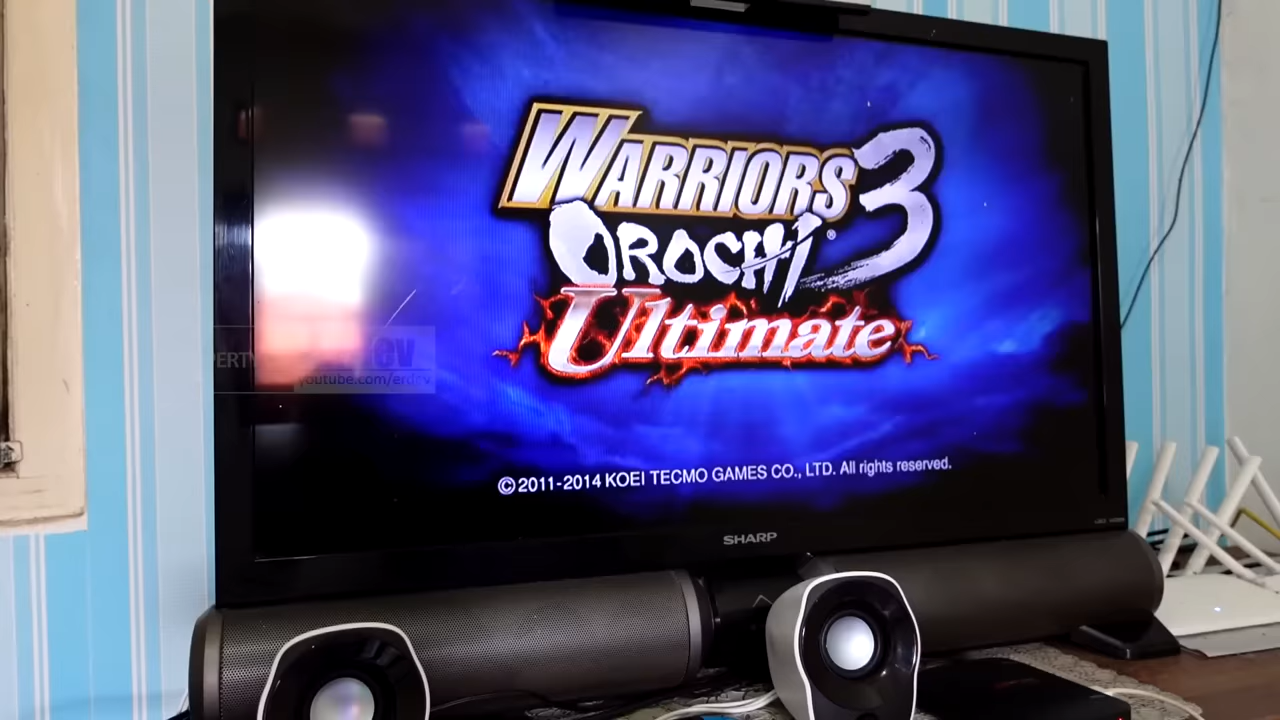 WARRIORS 3
OROCHI®
Ultimate
youtube.com/erdev
©2011-2014 KOEI TECMO GAMES CO., LTD. All rights reserved.
SHARP